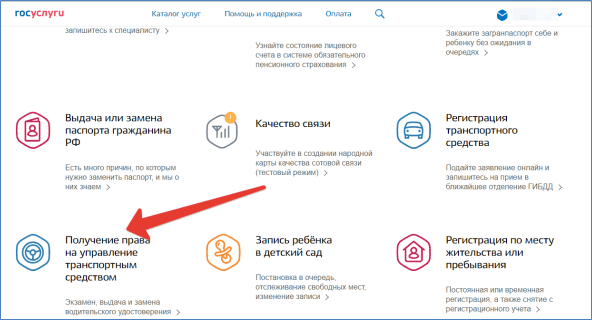 госуслуги Каталог услуг Помощь и поддержка Оплата
запишитесь к специалисту
Узнайте состояние лицевого
счета в системе обязательного
пенсионного страхования
Закажите загранпаспорт себе и
ребенку без ожидания в
очередях
Выдача или замена
паспорта гражданина
РФ
Есть много причин, по которым
нужно заменить паспорт, и мы о
них знаем
Качество связи
Участвуйте в создании народной
карты качества сотовой связи
(тестовый режим)
Регистрация
транспортного
средства
Подайте заявление онлайн и
запишитесь на прием в
ближайшее отделение ГИБДД
Получение права
на управление
транспортным
средством
Экзамен, выдача и замена
водительского удостоверения
Запись ребёнка
в детский сад
Постановка в очередь,
отслеживание свободных мест,
изменение записи
Регистрация по месту
жительства или
пребывания
Постоянная или временная
регистрация, а также снятие с
регистрационного учета